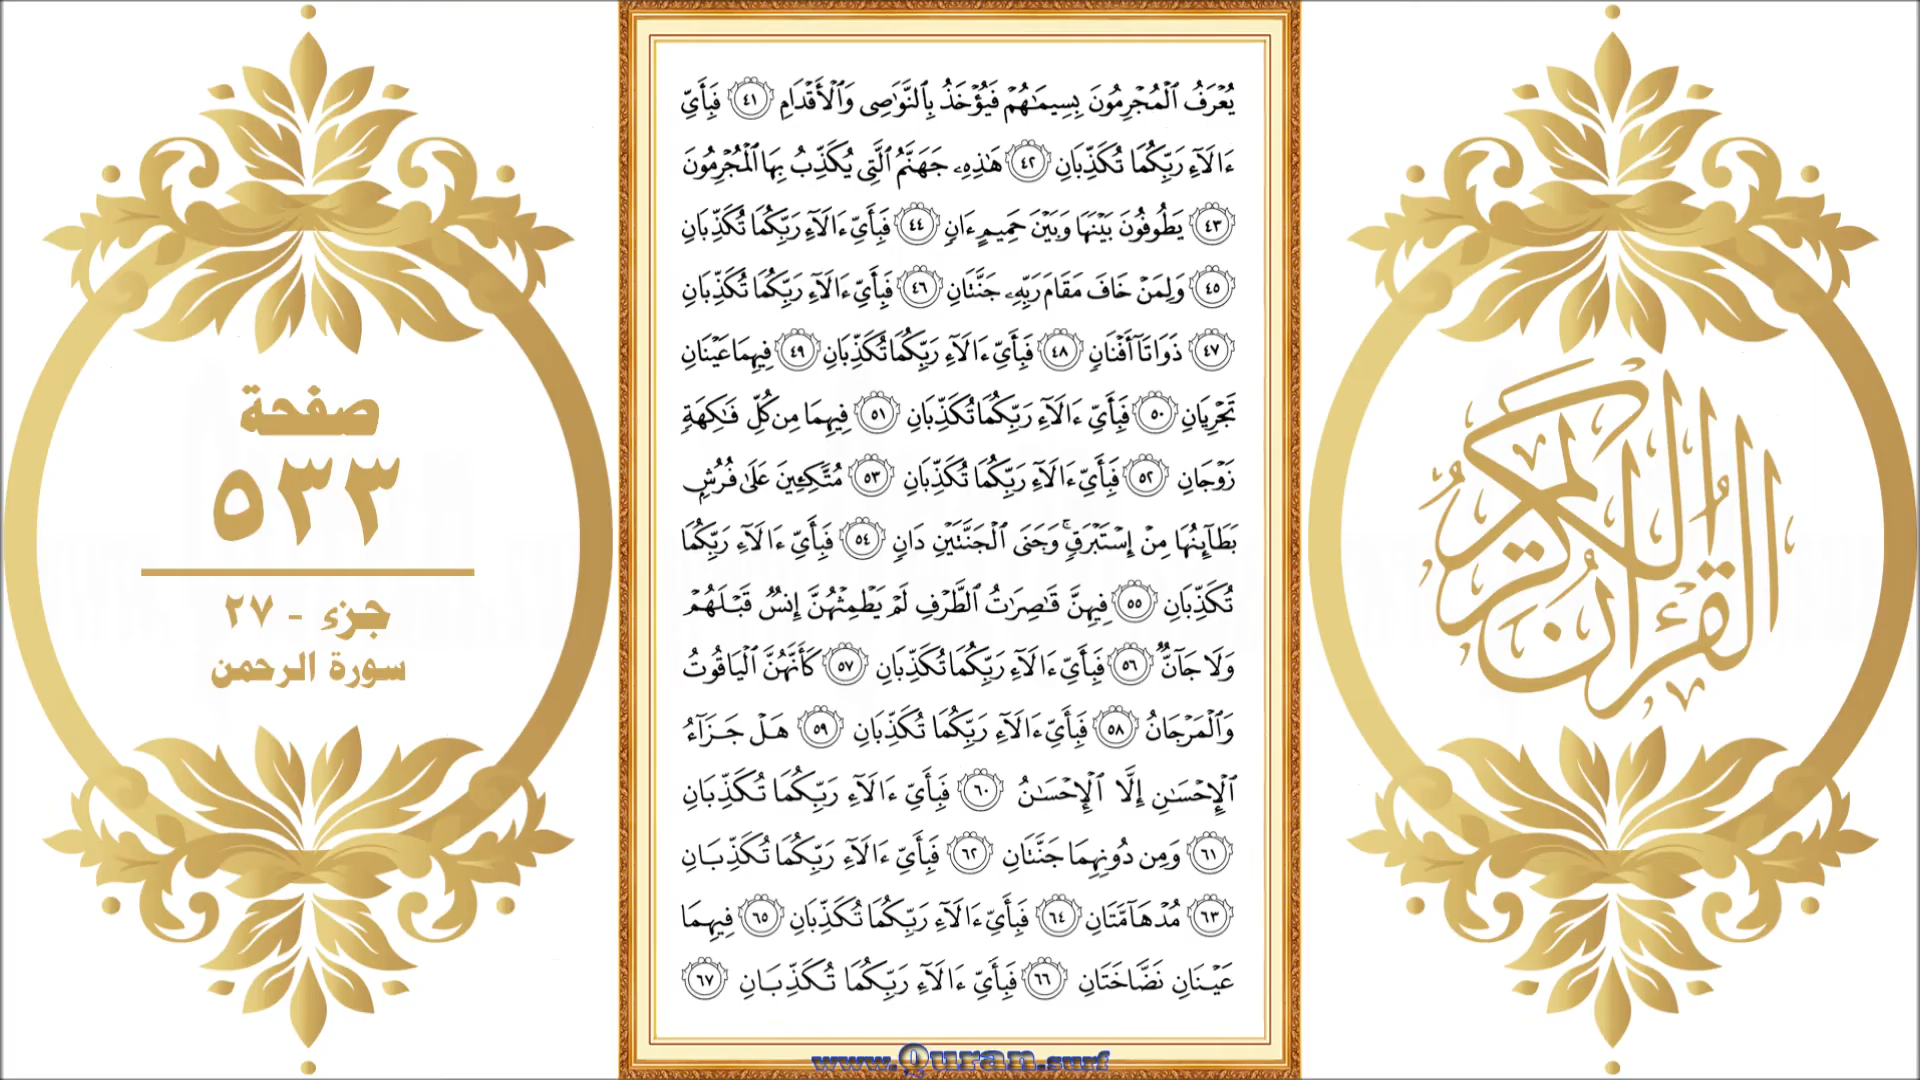 يُعۡرَفُ ٱلۡمُجۡرِمُونَ بِسِيمَٰهُمۡ فَيُؤۡخَذُ بِٱلنَّوَٰصِى وَٱلۡأَقۡدَامِ ٤١ فَبِأَىِّ
ءَالَآءِ رَبِّكُمَا تُكَذِّبَانِ ٤٢ هَٰذِهِۦ جَهَنَّمُ ٱلَّتِى يُكَذِّبُ بِهَا ٱلۡمُجۡرِمُونَ
٤٣ يَطُوفُونَ بَيۡنَهَا وَبَيۡنَ حَمِيمٍ ءَانٍ ٤٤ فَبِأَىِّ ءَالَآءِ رَبِّكُمَا تُكَذِّبَانِ
٤٥ وَلِمَنۡ خَافَ مَقَامَ رَبِّهِۦ جَنَّتَانِ ٤٦ فَبِأَىِّ ءَالَآءِ رَبِّكُمَا تُكَذِّبَانِ
٤٧ ذَوَاتَآ أَفۡنَانٍ ٤٨ فَبِأَىِّ ءَالَآءِ رَبِّكُمَا تُكَذِّبَانِ ٤٩ فِيهِمَا عَيۡنَانِ
تَجۡرِيَانِ ٥٠ فَبِأَىِّ ءَالَآءِ رَبِّكُمَا تُكَذِّبَانِ ٥١ فِيهِمَا مِن كُلِّ فَٰكِهَةٍ
زَوۡجَانِ ٥٢ فَبِأَىِّ ءَالَآءِ رَبِّكُمَا تُكَذِّبَانِ ٥٣ مُتَّكِـِٔينَ عَلَىٰ فُرُشٍۭ
بَطَآئِنُهَا مِنۡ إِسۡتَبۡرَقٍۚ وَجَنَى ٱلۡجَنَّتَيۡنِ دَانٍ ٥٤ فَبِأَىِّ ءَالَآءِ رَبِّكُمَا
تُكَذِّبَانِ ٥٥ فِيهِنَّ قَٰصِرَٰتُ ٱلطَّرۡفِ لَمۡ يَطۡمِثۡهُنَّ إِنسٌ قَبۡلَهُمۡ
وَلَا جَآنٌّ ٥٦ فَبِأَىِّ ءَالَآءِ رَبِّكُمَا تُكَذِّبَانِ ٥٧ كَأَنَّهُنَّ ٱلۡيَاقُوتُ
وَٱلۡمَرۡجَانُ ٥٨ فَبِأَىِّ ءَالَآءِ رَبِّكُمَا تُكَذِّبَانِ ٥٩ هَلۡ جَزَآءُ
ٱلۡإِحۡسَٰنِ إِلَّا ٱلۡإِحۡسَٰنُ ٦٠ فَبِأَىِّ ءَالَآءِ رَبِّكُمَا تُكَذِّبَانِ
٦١ وَمِن دُونِهِمَا جَنَّتَانِ ٦٢ فَبِأَىِّ ءَالَآءِ رَبِّكُمَا تُكَذِّبَانِ
٦٣ مُدۡهَآمَّتَانِ ٦٤ فَبِأَىِّ ءَالَآءِ رَبِّكُمَا تُكَذِّبَانِ ٦٥ فِيهِمَا
عَيۡنَانِ نَضَّاخَتَانِ ٦٦ فَبِأَىِّ ءَالَآءِ رَبِّكُمَا تُكَذِّبَانِ ٦٧
القرآن الكريم
صفحة
٥٣٣
جزء - ٢٧
سورة الرحمن
www.Quran.surf